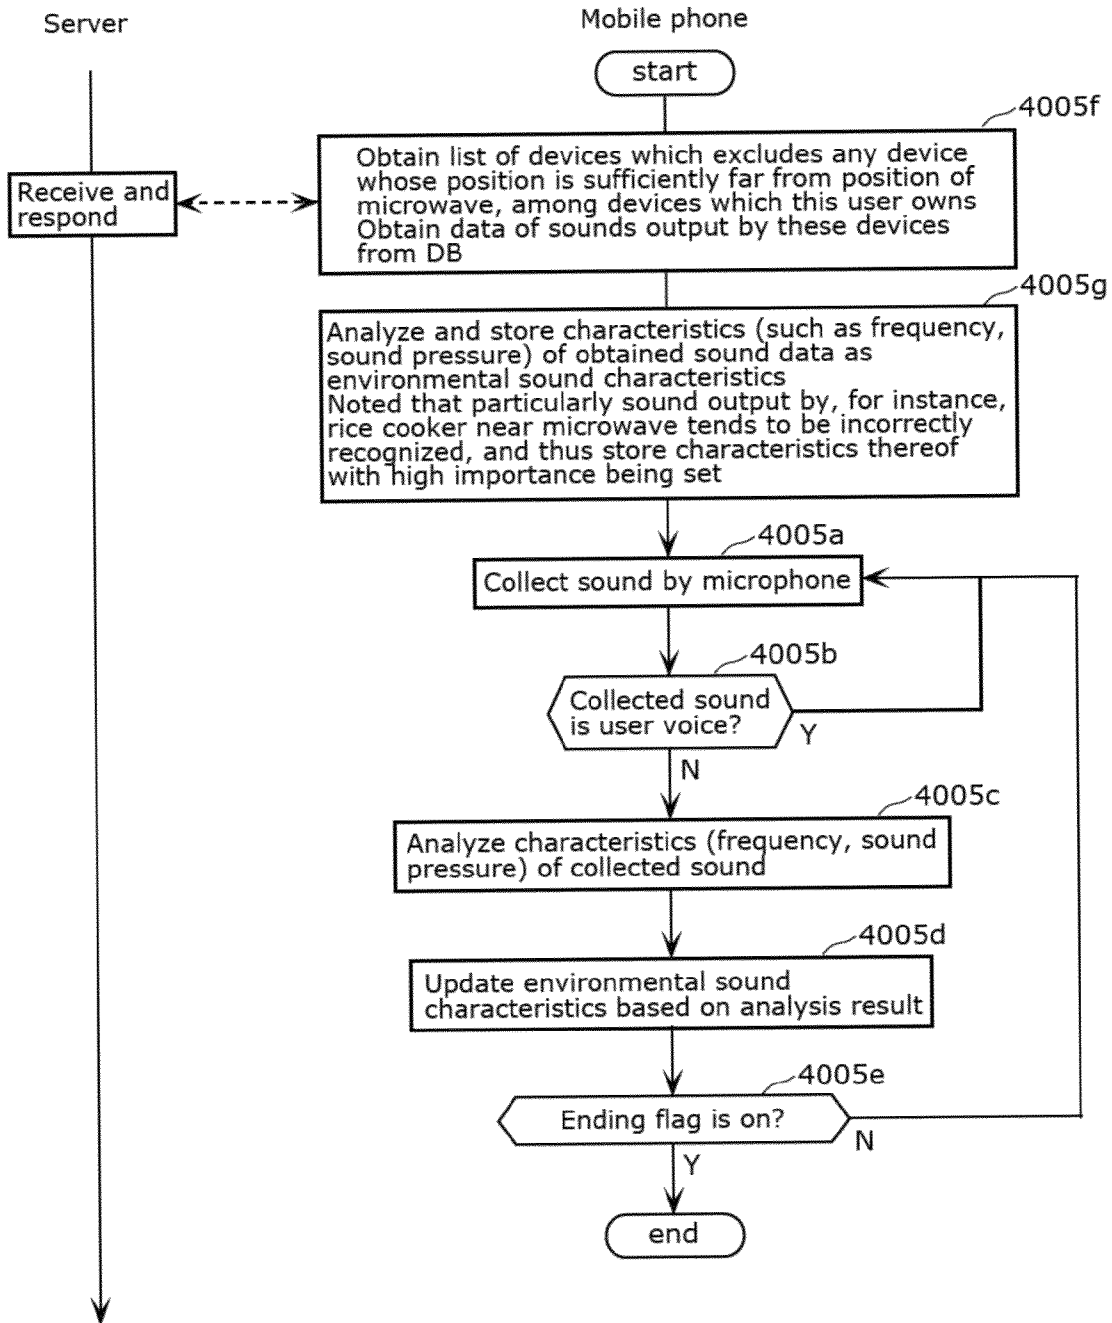 Server
Mobile phone
start
4005f
Obtain list of devices which excludes any device
whose position is sufficiently far from position of
microwave, among devices which this user owns
Obtain data of sounds output by these devices
from DB
Receive and
respond
4005g
Analyze and store characteristics (such as frequency,
sound pressure) of obtained sound data as
environmental sound characteristics
Noted that particularly sound output by, for instance,
rice cooker near microwave tends to be incorrectly
recognized, and thus store characteristics thereof
with high importance being set
4005a
Collect sound by microphone
4005b
Collected sound
is user voice?
Y
N
4005c
Analyze characteristics (frequency, sound
pressure) of collected sound
4005d
Update environmental sound
characteristics based on analysis result
4005e
Ending flag is on?
N
Y
end